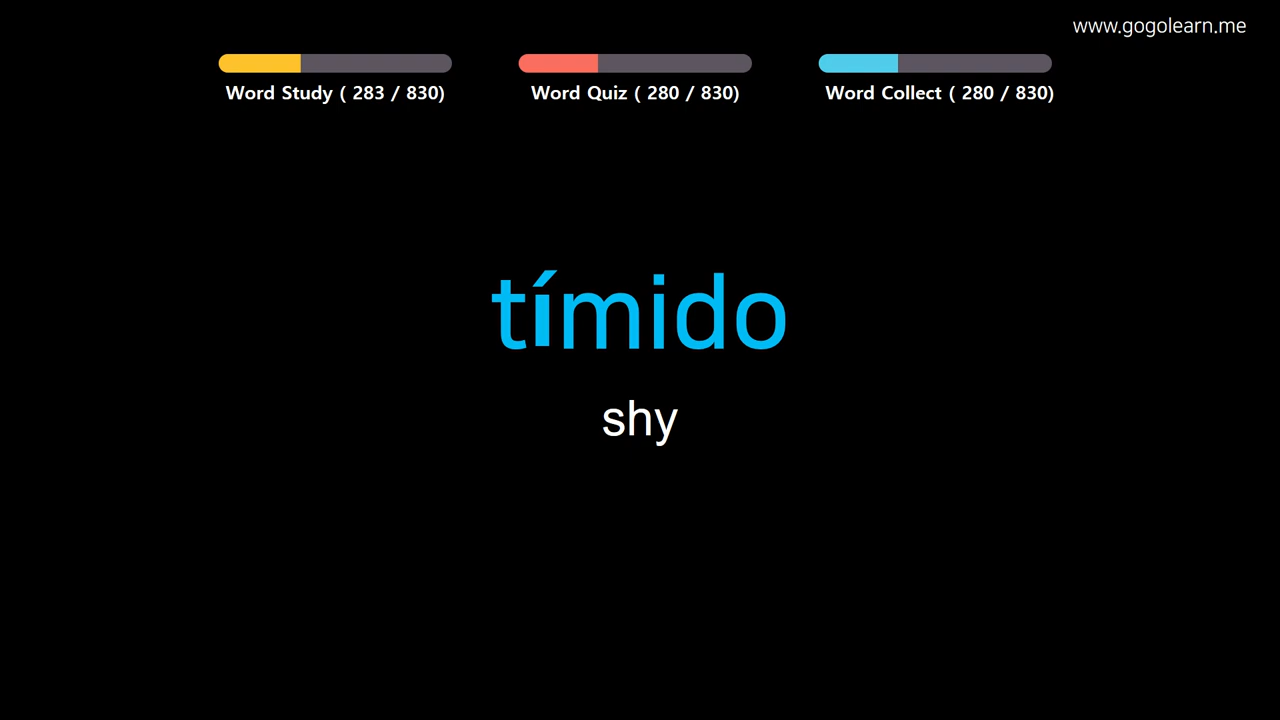 www.gogolearn.me
Word Study ( 283 / 830)
Word Quiz ( 280 / 830)
Word Collect ( 280 / 830)
tímido
shy